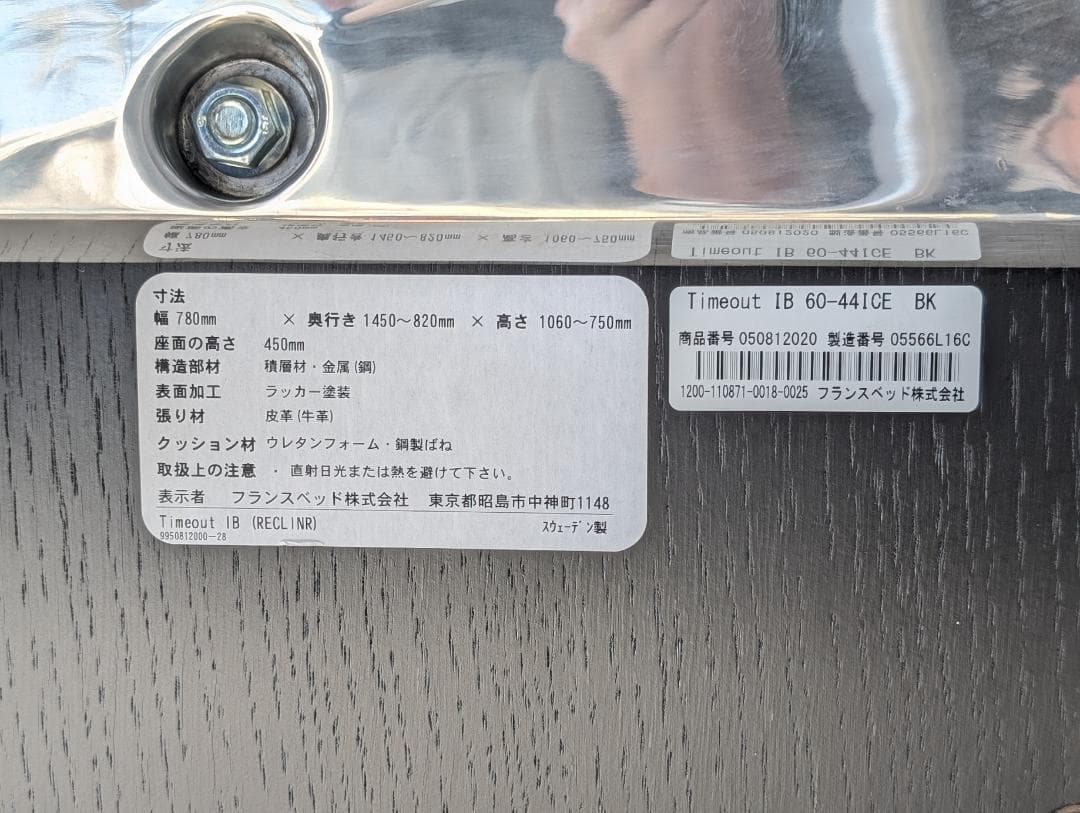 寸法
幅 780mm × 奥行き 1450～820mm × 高さ 1060～750mm
座面の高さ 450mm
構造部材 積層材・金属(鋼)
表面加工 ラッカー塗装
張り材 皮革(牛革)
クッション材 ウレタンフォーム・鋼製ばね
取扱上の注意 ・ 直射日光または熱を避けて下さい。
表示者 フランスベッド株式会社 東京都昭島市中神町1148
Timeout IB (RECLINR) スウェーデン製
9950812000-28
Timeout IB 60-44ICE BK
商品番号 050812020 製造番号 05566L16C
1200-110871-0018-0025 フランスベッド株式会社